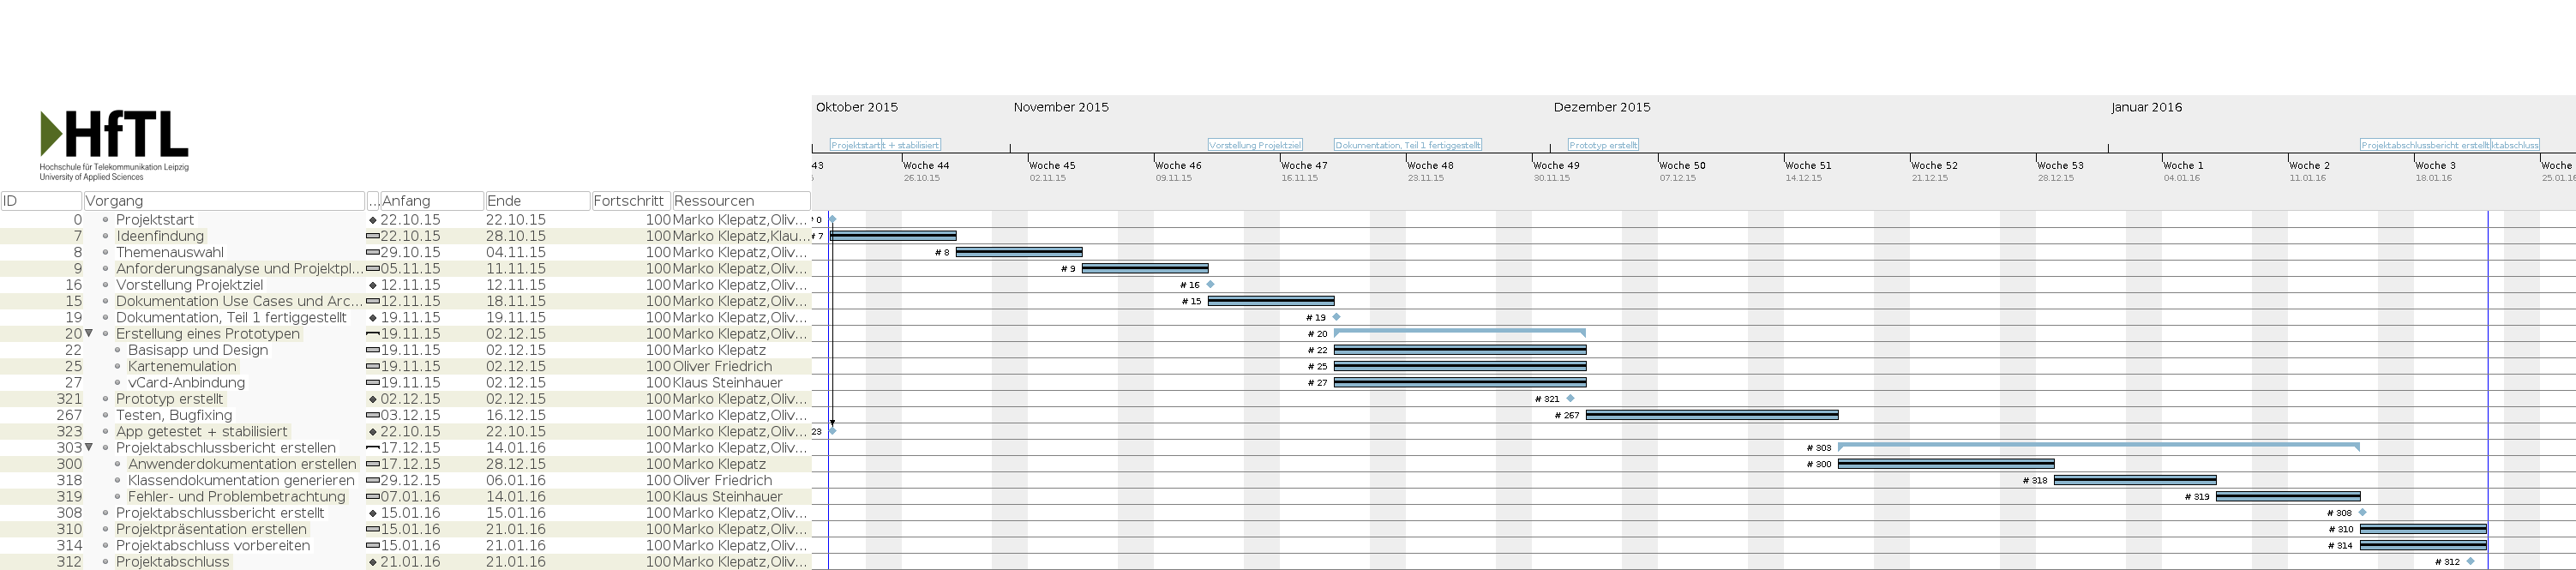 HfTL
Hochschule für Telekommunikation Leipzig
University of Applied Sciences
Oktober 2015 November 2015 Dezember 2015 Januar 2016
Projektstart t + stabilisiert Vorstellung Projektziel Dokumentation, Teil 1 fertiggestellt Prototyp erstellt Projektabschlussbericht erstellt ktabschluss
43 Woche 44 Woche 45 Woche 46 Woche 47 Woche 48 Woche 49 Woche 50 Woche 51 Woche 52 Woche 53 Woche 1 Woche 2 Woche 3 Woche
26.10.15 02.11.15 09.11.15 16.11.15 23.11.15 30.11.15 07.12.15 14.12.15 21.12.15 28.12.15 04.01.16 11.01.16 18.01.16 25.01.16
ID Vorgang ... Anfang Ende Fortschritt Ressourcen
0 Projektstart 22.10.15 22.10.15 100 Marko Klepatz,Oliv... 0
7 Ideenfindung 22.10.15 28.10.15 100 Marko Klepatz,Klau... # 7
8 Themenauswahl 29.10.15 04.11.15 100 Marko Klepatz,Oliv... # 8
9 Anforderungsanalyse und Projektpl... 05.11.15 11.11.15 100 Marko Klepatz,Oliv... # 9
16 Vorstellung Projektziel 12.11.15 12.11.15 100 Marko Klepatz,Oliv... # 16
15 Dokumentation Use Cases und Arc... 12.11.15 18.11.15 100 Marko Klepatz,Oliv... # 15
19 Dokumentation, Teil 1 fertiggestellt 19.11.15 19.11.15 100 Marko Klepatz,Oliv... # 19
20 Erstellung eines Prototypen 19.11.15 02.12.15 100 Marko Klepatz,Oliv... # 20
22 Basisapp und Design 19.11.15 02.12.15 100 Marko Klepatz # 22
25 Kartenemulation 19.11.15 02.12.15 100 Oliver Friedrich # 25
27 vCard-Anbindung 19.11.15 02.12.15 100 Klaus Steinhauer # 27
321 Prototyp erstellt 02.12.15 02.12.15 100 Marko Klepatz,Oliv... # 321
267 Testen, Bugfixing 03.12.15 16.12.15 100 Marko Klepatz,Oliv... # 267
323 App getestet + stabilisiert 22.10.15 22.10.15 100 Marko Klepatz,Oliv... 23
303 Projektabschlussbericht erstellen 17.12.15 14.01.16 100 Marko Klepatz,Oliv... # 303
300 Anwenderdokumentation erstellen 17.12.15 28.12.15 100 Marko Klepatz # 300
318 Klassendokumentation generieren 29.12.15 06.01.16 100 Oliver Friedrich # 318
319 Fehler- und Problembetrachtung 07.01.16 14.01.16 100 Klaus Steinhauer # 319
308 Projektabschlussbericht erstellt 15.01.16 15.01.16 100 Marko Klepatz,Oliv... # 308
310 Projektpräsentation erstellen 15.01.16 21.01.16 100 Marko Klepatz,Oliv... # 310
314 Projektabschluss vorbereiten 15.01.16 21.01.16 100 Marko Klepatz,Oliv... # 314
312 Projektabschluss 21.01.16 21.01.16 100 Marko Klepatz,Oliv... # 312